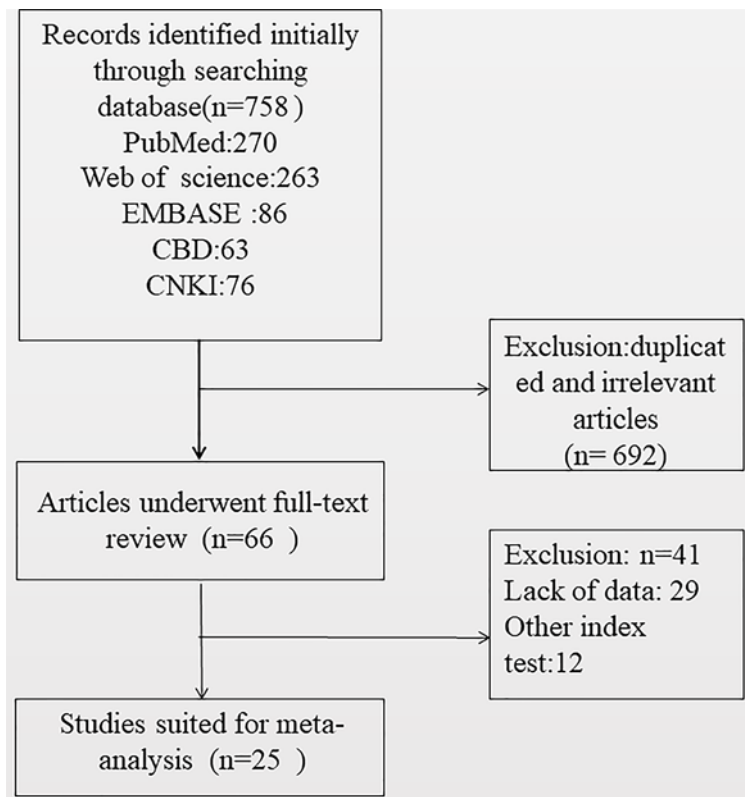 Records identified initially
through searching
database(n=758 )
PubMed:270
Web of science:263
EMBASE :86
CBD:63
CNKI:76
Exclusion:duplicat
ed and irrelevant
articles
(n= 692)
Articles underwent full-text
review (n=66 )
Exclusion: n=41
Lack of data: 29
Other index
test:12
Studies suited for meta-
analysis (n=25 )